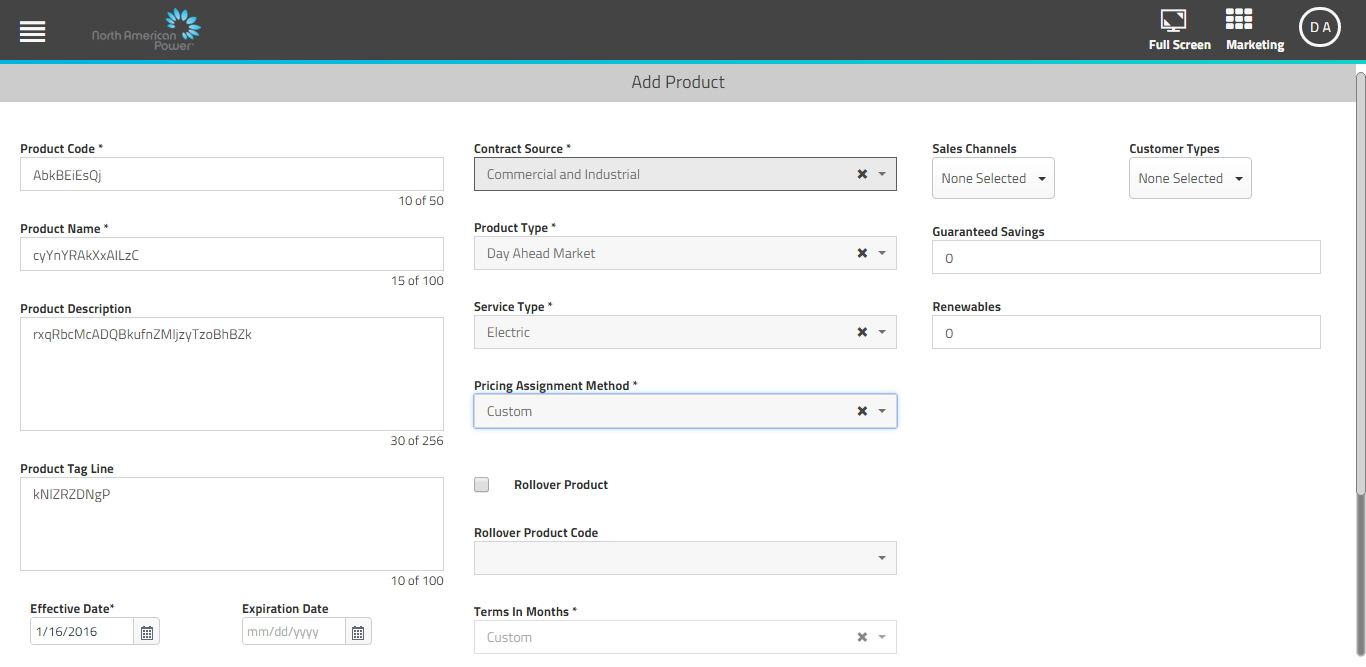 North American
Power
Full Screen
Marketing
D A
Add Product
Product Code *
AbkBEiEsQj
10 of 50
Product Name *
cyYnYRAkXxAILzC
15 of 100
Product Description
rxqRbcMcADQBkufnZMIjzyTzoBhBZk
30 of 256
Product Tag Line
kNIZRZDNgP
10 of 100
Effective Date*
1/16/2016
Expiration Date
mm/dd/yyyy
Contract Source *
Commercial and Industrial
Product Type *
Day Ahead Market
Service Type *
Electric
Pricing Assignment Method *
Custom
Rollover Product
Rollover Product Code
Terms In Months *
Custom
Sales Channels
None Selected
Customer Types
None Selected
Guaranteed Savings
0
Renewables
0